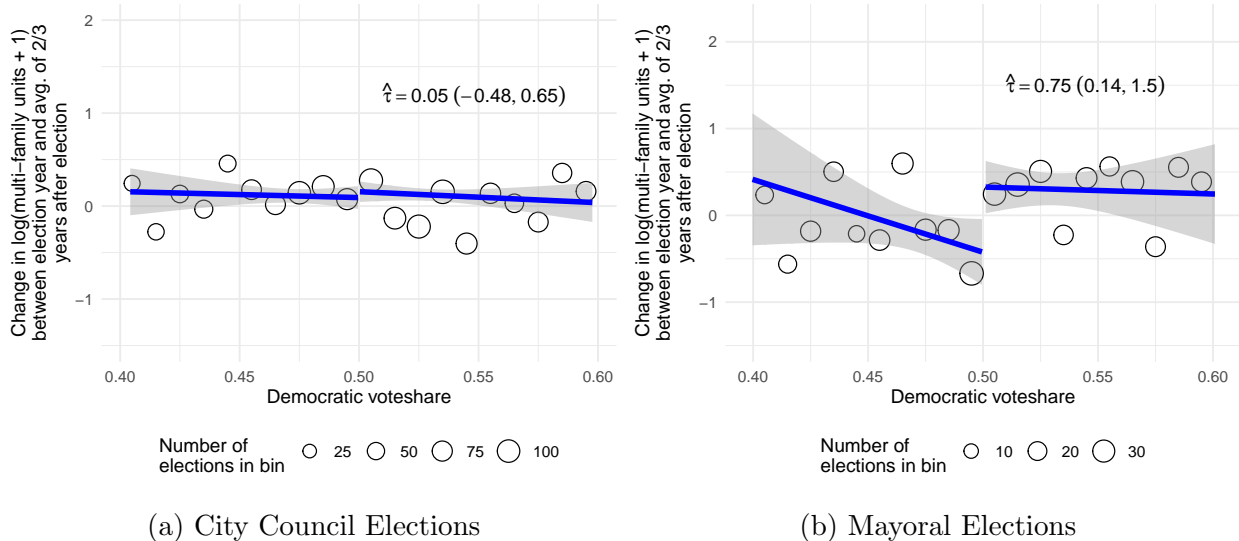 Change in log(multi−family units + 1)
between election year and avg. of 2/3
years after election
2
1
0
−1
τ̂ = 0.05 (−0.48, 0.65)
0.40
0.45
0.50
0.55
0.60
Democratic voteshare
Number of
elections in bin
25
50
75
100
(a) City Council Elections
Change in log(multi−family units + 1)
between election year and avg. of 2/3
years after election
2
1
0
−1
τ̂ = 0.75 (0.14, 1.5)
0.40
0.45
0.50
0.55
0.60
Democratic voteshare
Number of
elections in bin
10
20
30
(b) Mayoral Elections